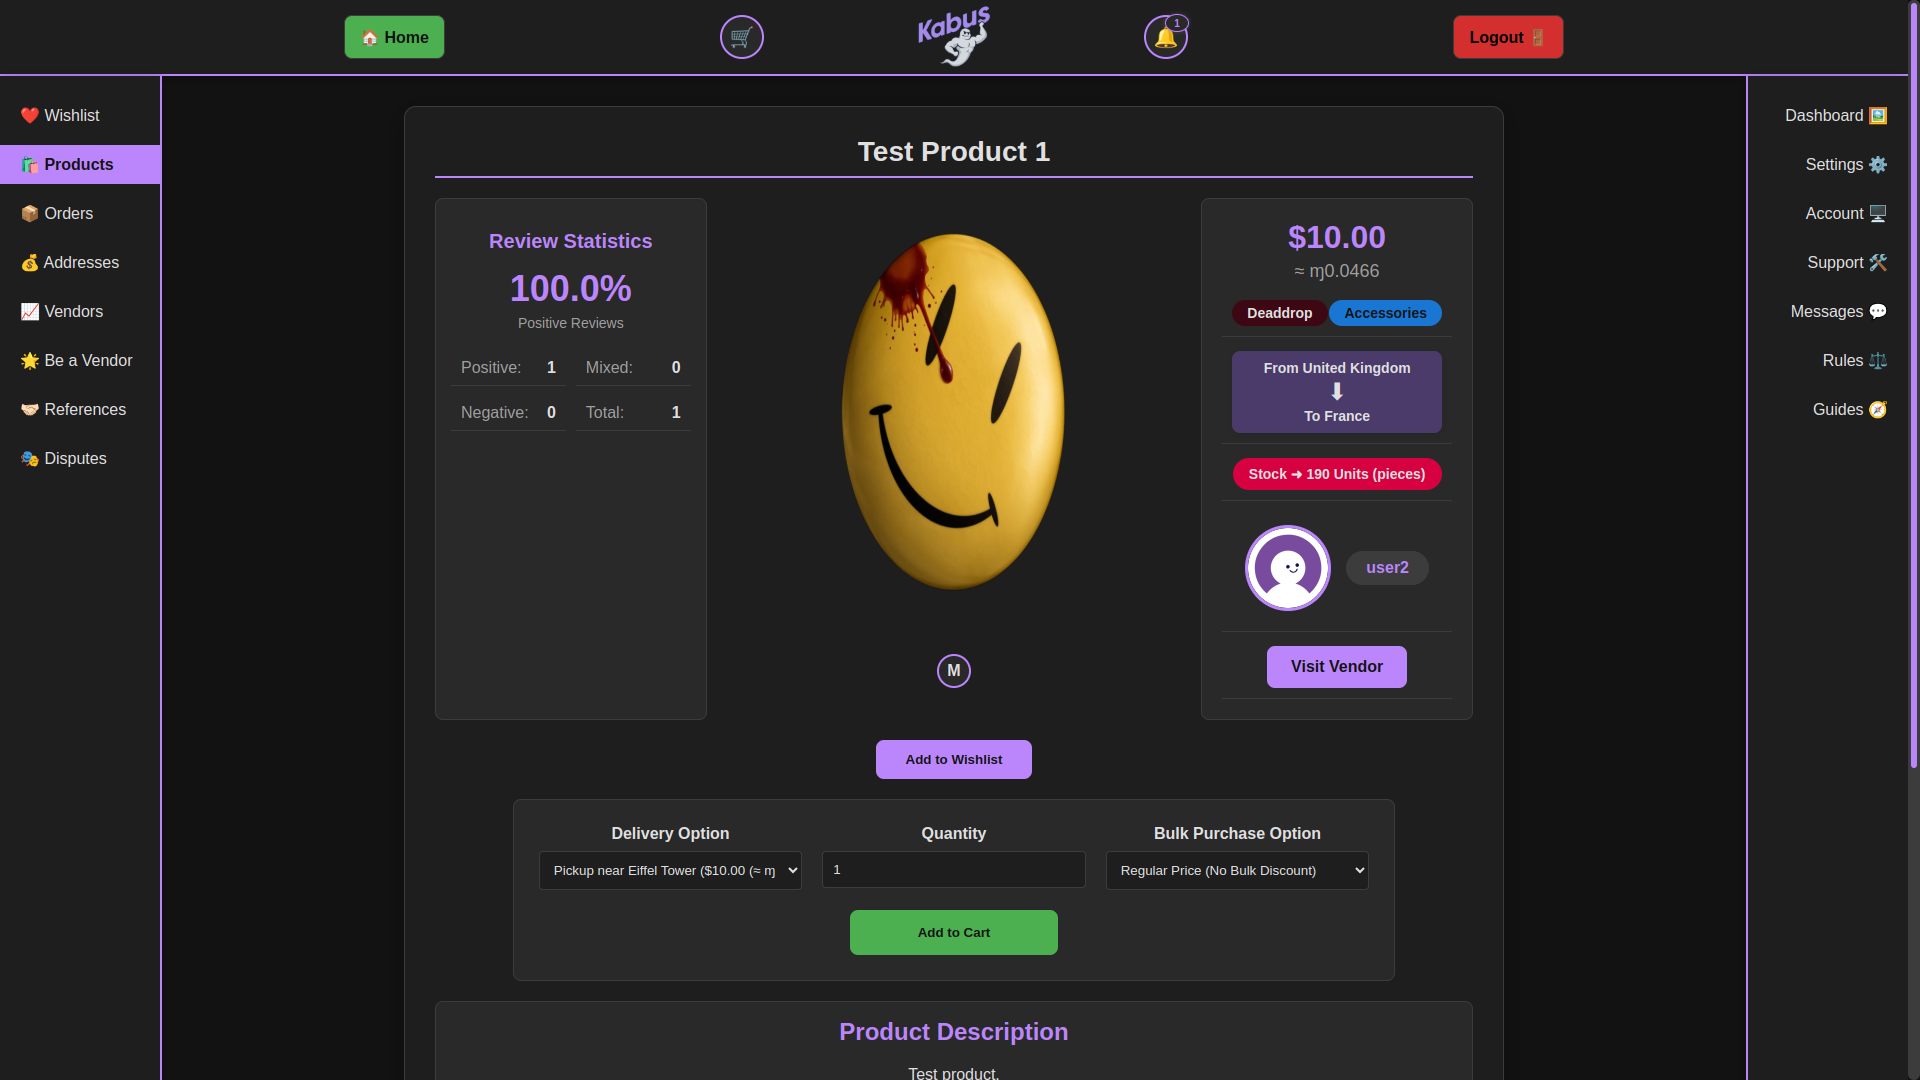 🏠 Home
🛒
Kabus
🔔 1
Logout 🚪
❤️ Wishlist
🛍️ Products
📦 Orders
💰 Addresses
📈 Vendors
🌟 Be a Vendor
🤝🏻 References
🎭 Disputes
Dashboard 🖼️
Settings ⚙️
Account 🖥️
Support 🛠️
Messages 💬
Rules ⚖️
Guides 🧭
Test Product 1
Review Statistics
100.0%
Positive Reviews
Positive: 1 Mixed: 0
Negative: 0 Total: 1
M
$10.00
≈ ɱ0.0466
Deaddrop Accessories
From United Kingdom
⬇
To France
Stock ➜ 190 Units (pieces)
user2
Visit Vendor
Add to Wishlist
Delivery Option Quantity Bulk Purchase Option
Pickup near Eiffel Tower ($10.00 (≈ ɱ 1 Regular Price (No Bulk Discount)
Add to Cart
Product Description
Test product.